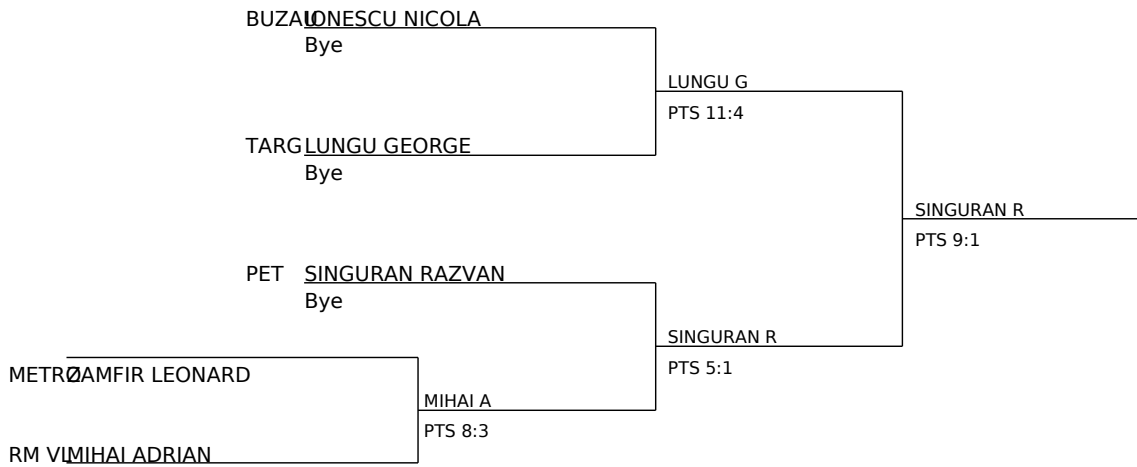 BUZAU IONESCU NICOLA
Bye
LUNGU G
PTS 11:4
TARG LUNGU GEORGE
Bye
SINGURAN R
PTS 9:1
PET SINGURAN RAZVAN
Bye
SINGURAN R
PTS 5:1
METRO ZAMFIR LEONARD
MIHAI A
PTS 8:3
RM VL MIHAI ADRIAN